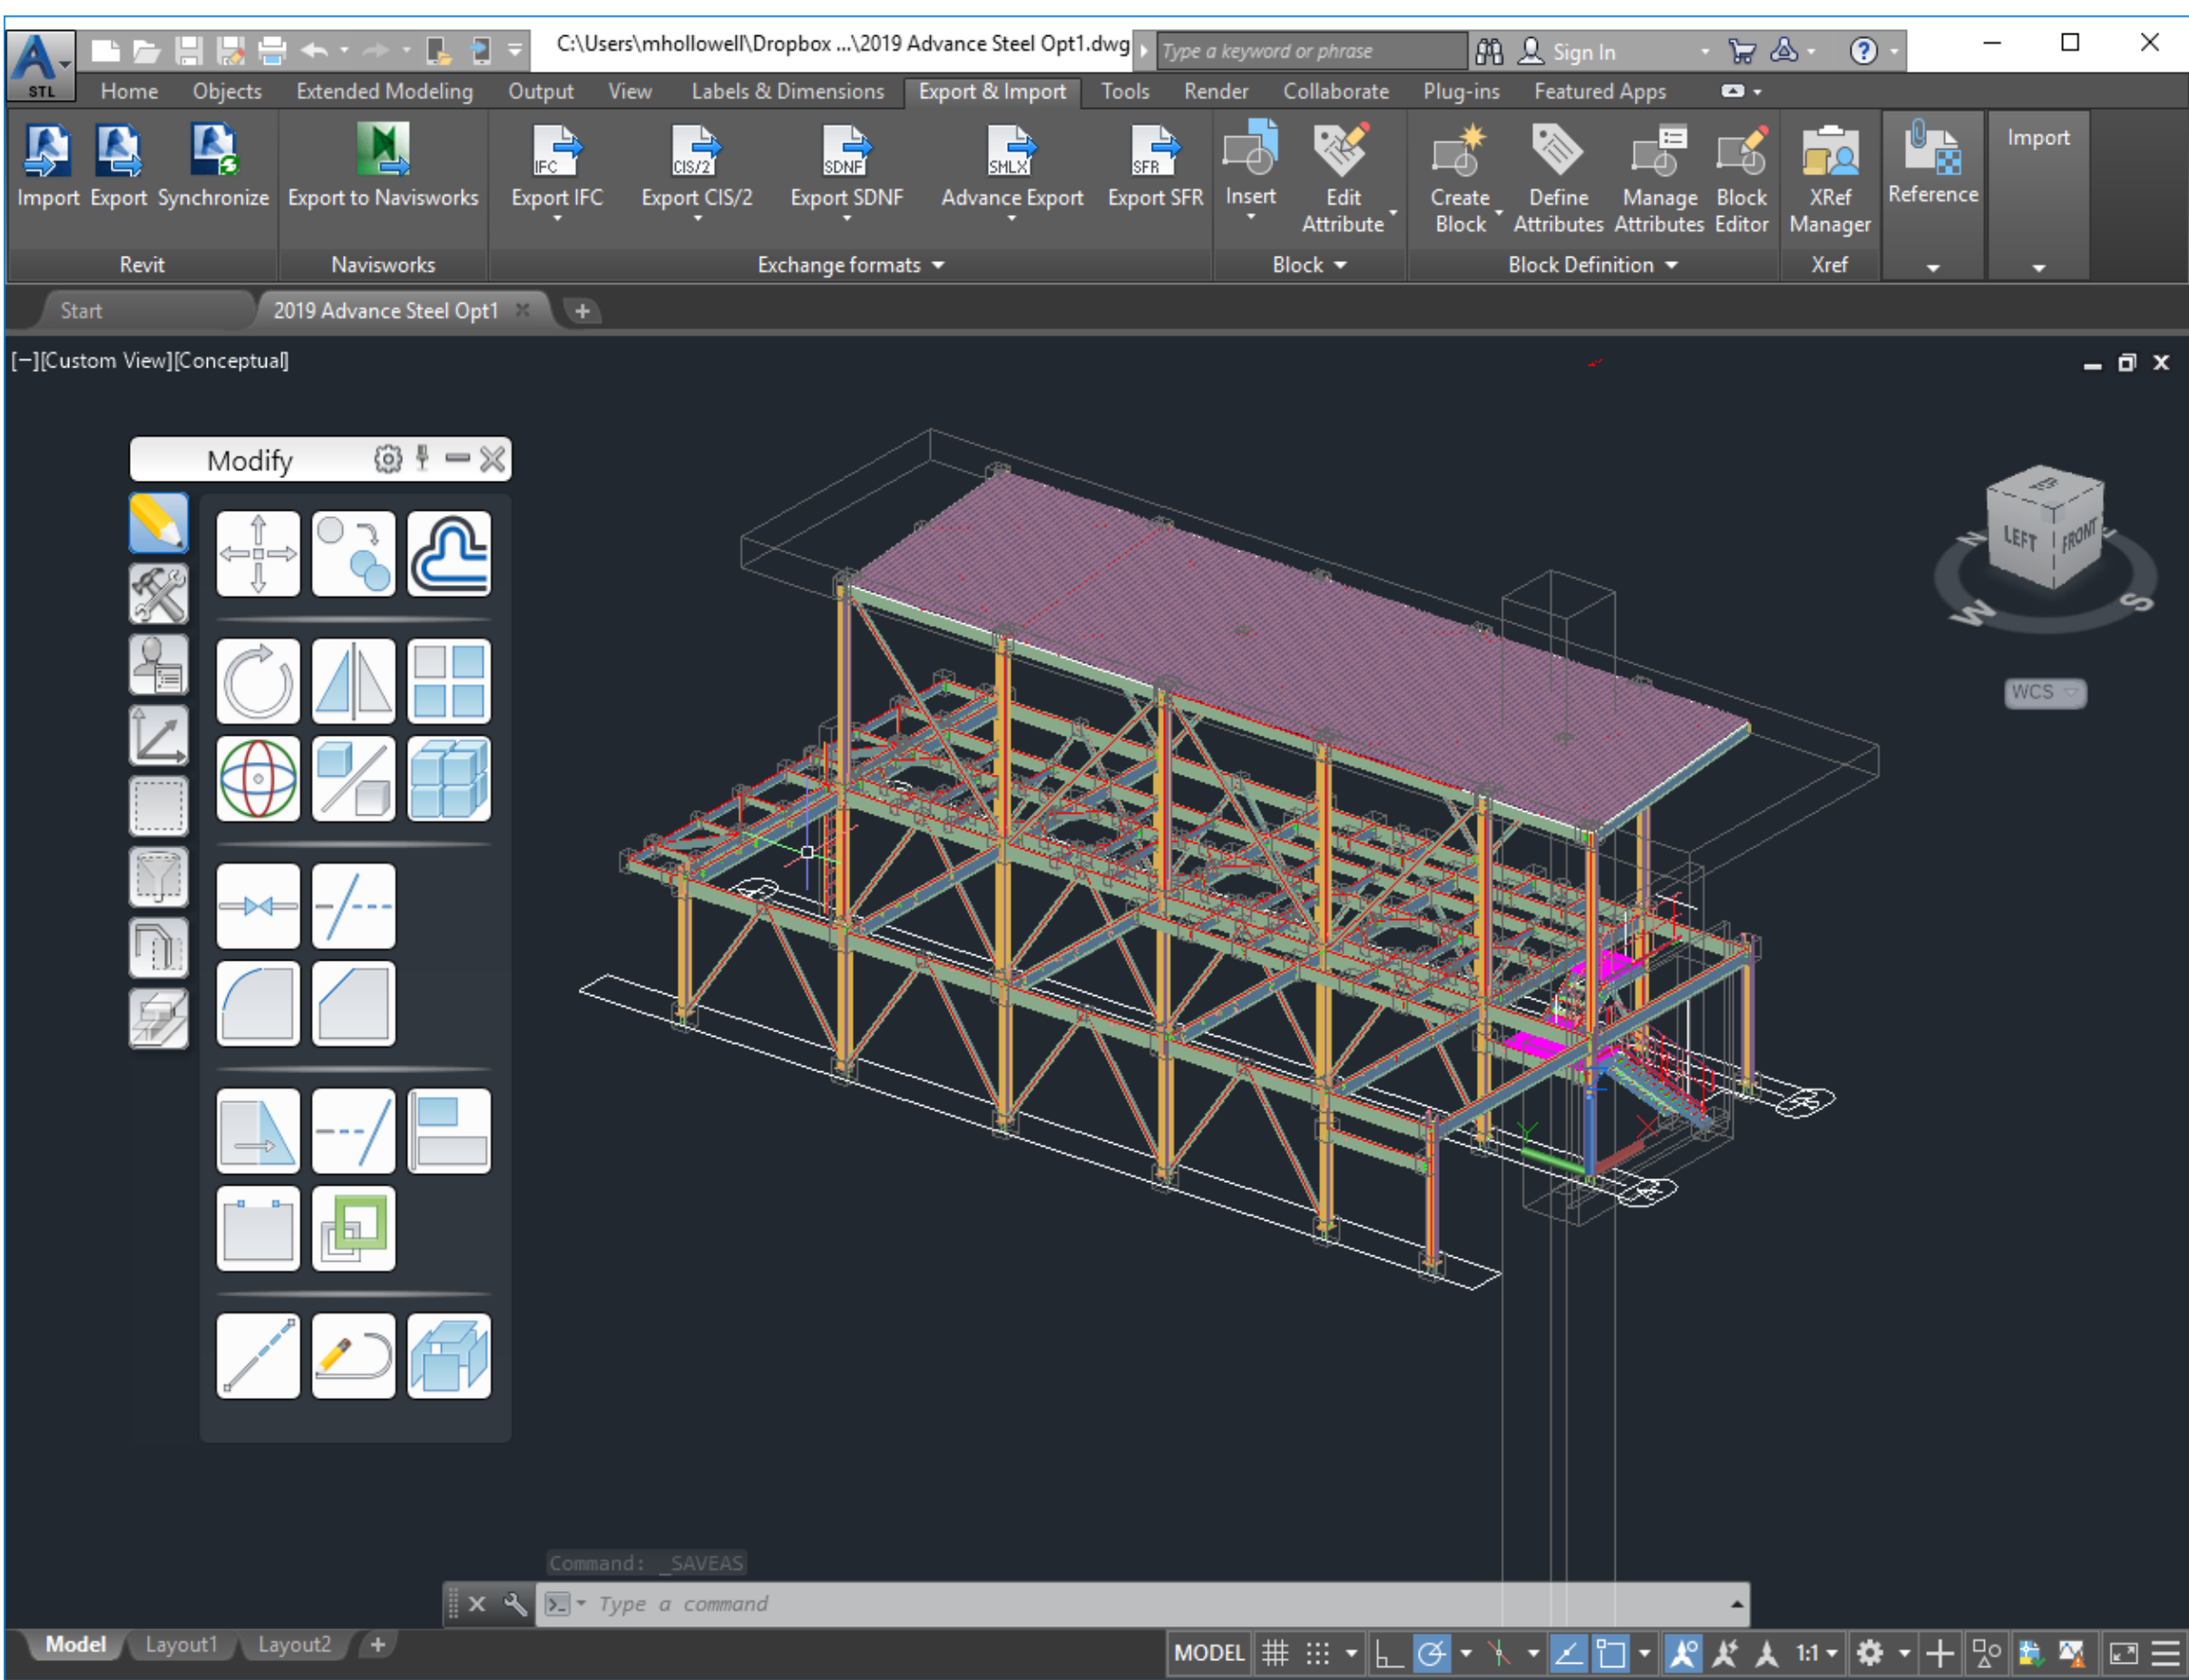 C:\Users\mhollowell\Dropbox ...\2019 Advance Steel Opt1.dwg
Type a keyword or phrase
Sign In
STL
Home Objects Extended Modeling Output View Labels & Dimensions Export & Import Tools Render Collaborate Plug-ins Featured Apps
IFC CIS/2 SDNF SMLX SFR
Import Export Synchronize Export to Navisworks Export IFC Export CIS/2 Export SDNF Advance Export Export SFR Insert Edit Attribute Create Block Define Attributes Manage Attributes Block Editor XRef Manager Reference Import
Revit Navisworks Exchange formats Block Block Definition Xref
Start 2019 Advance Steel Opt1
[−][Custom View][Conceptual]
Modify
LEFT FRONT
N
W S
WCS
Y X
Command: _SAVEAS
Type a command
Model Layout1 Layout2
MODEL 1:1